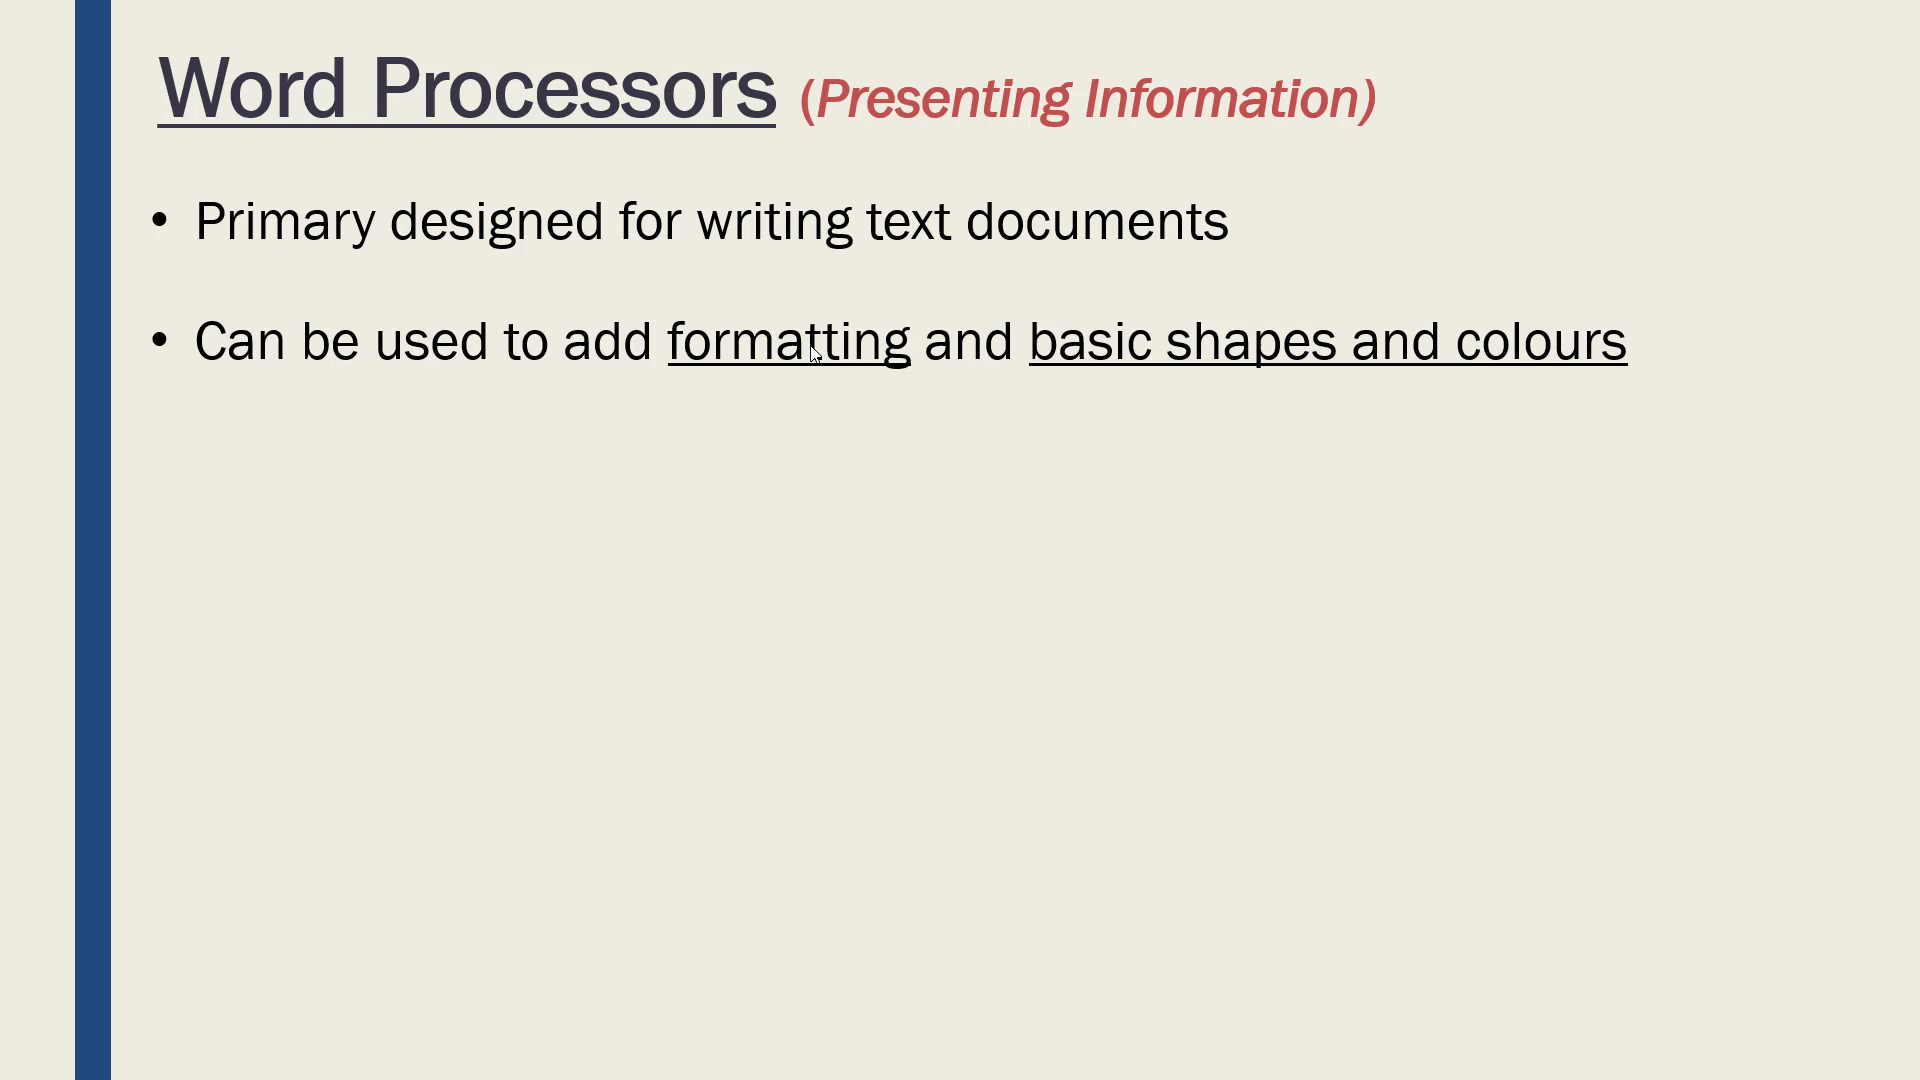 Word Processors (Presenting Information)
• Primary designed for writing text documents
• Can be used to add formatting and basic shapes and colours